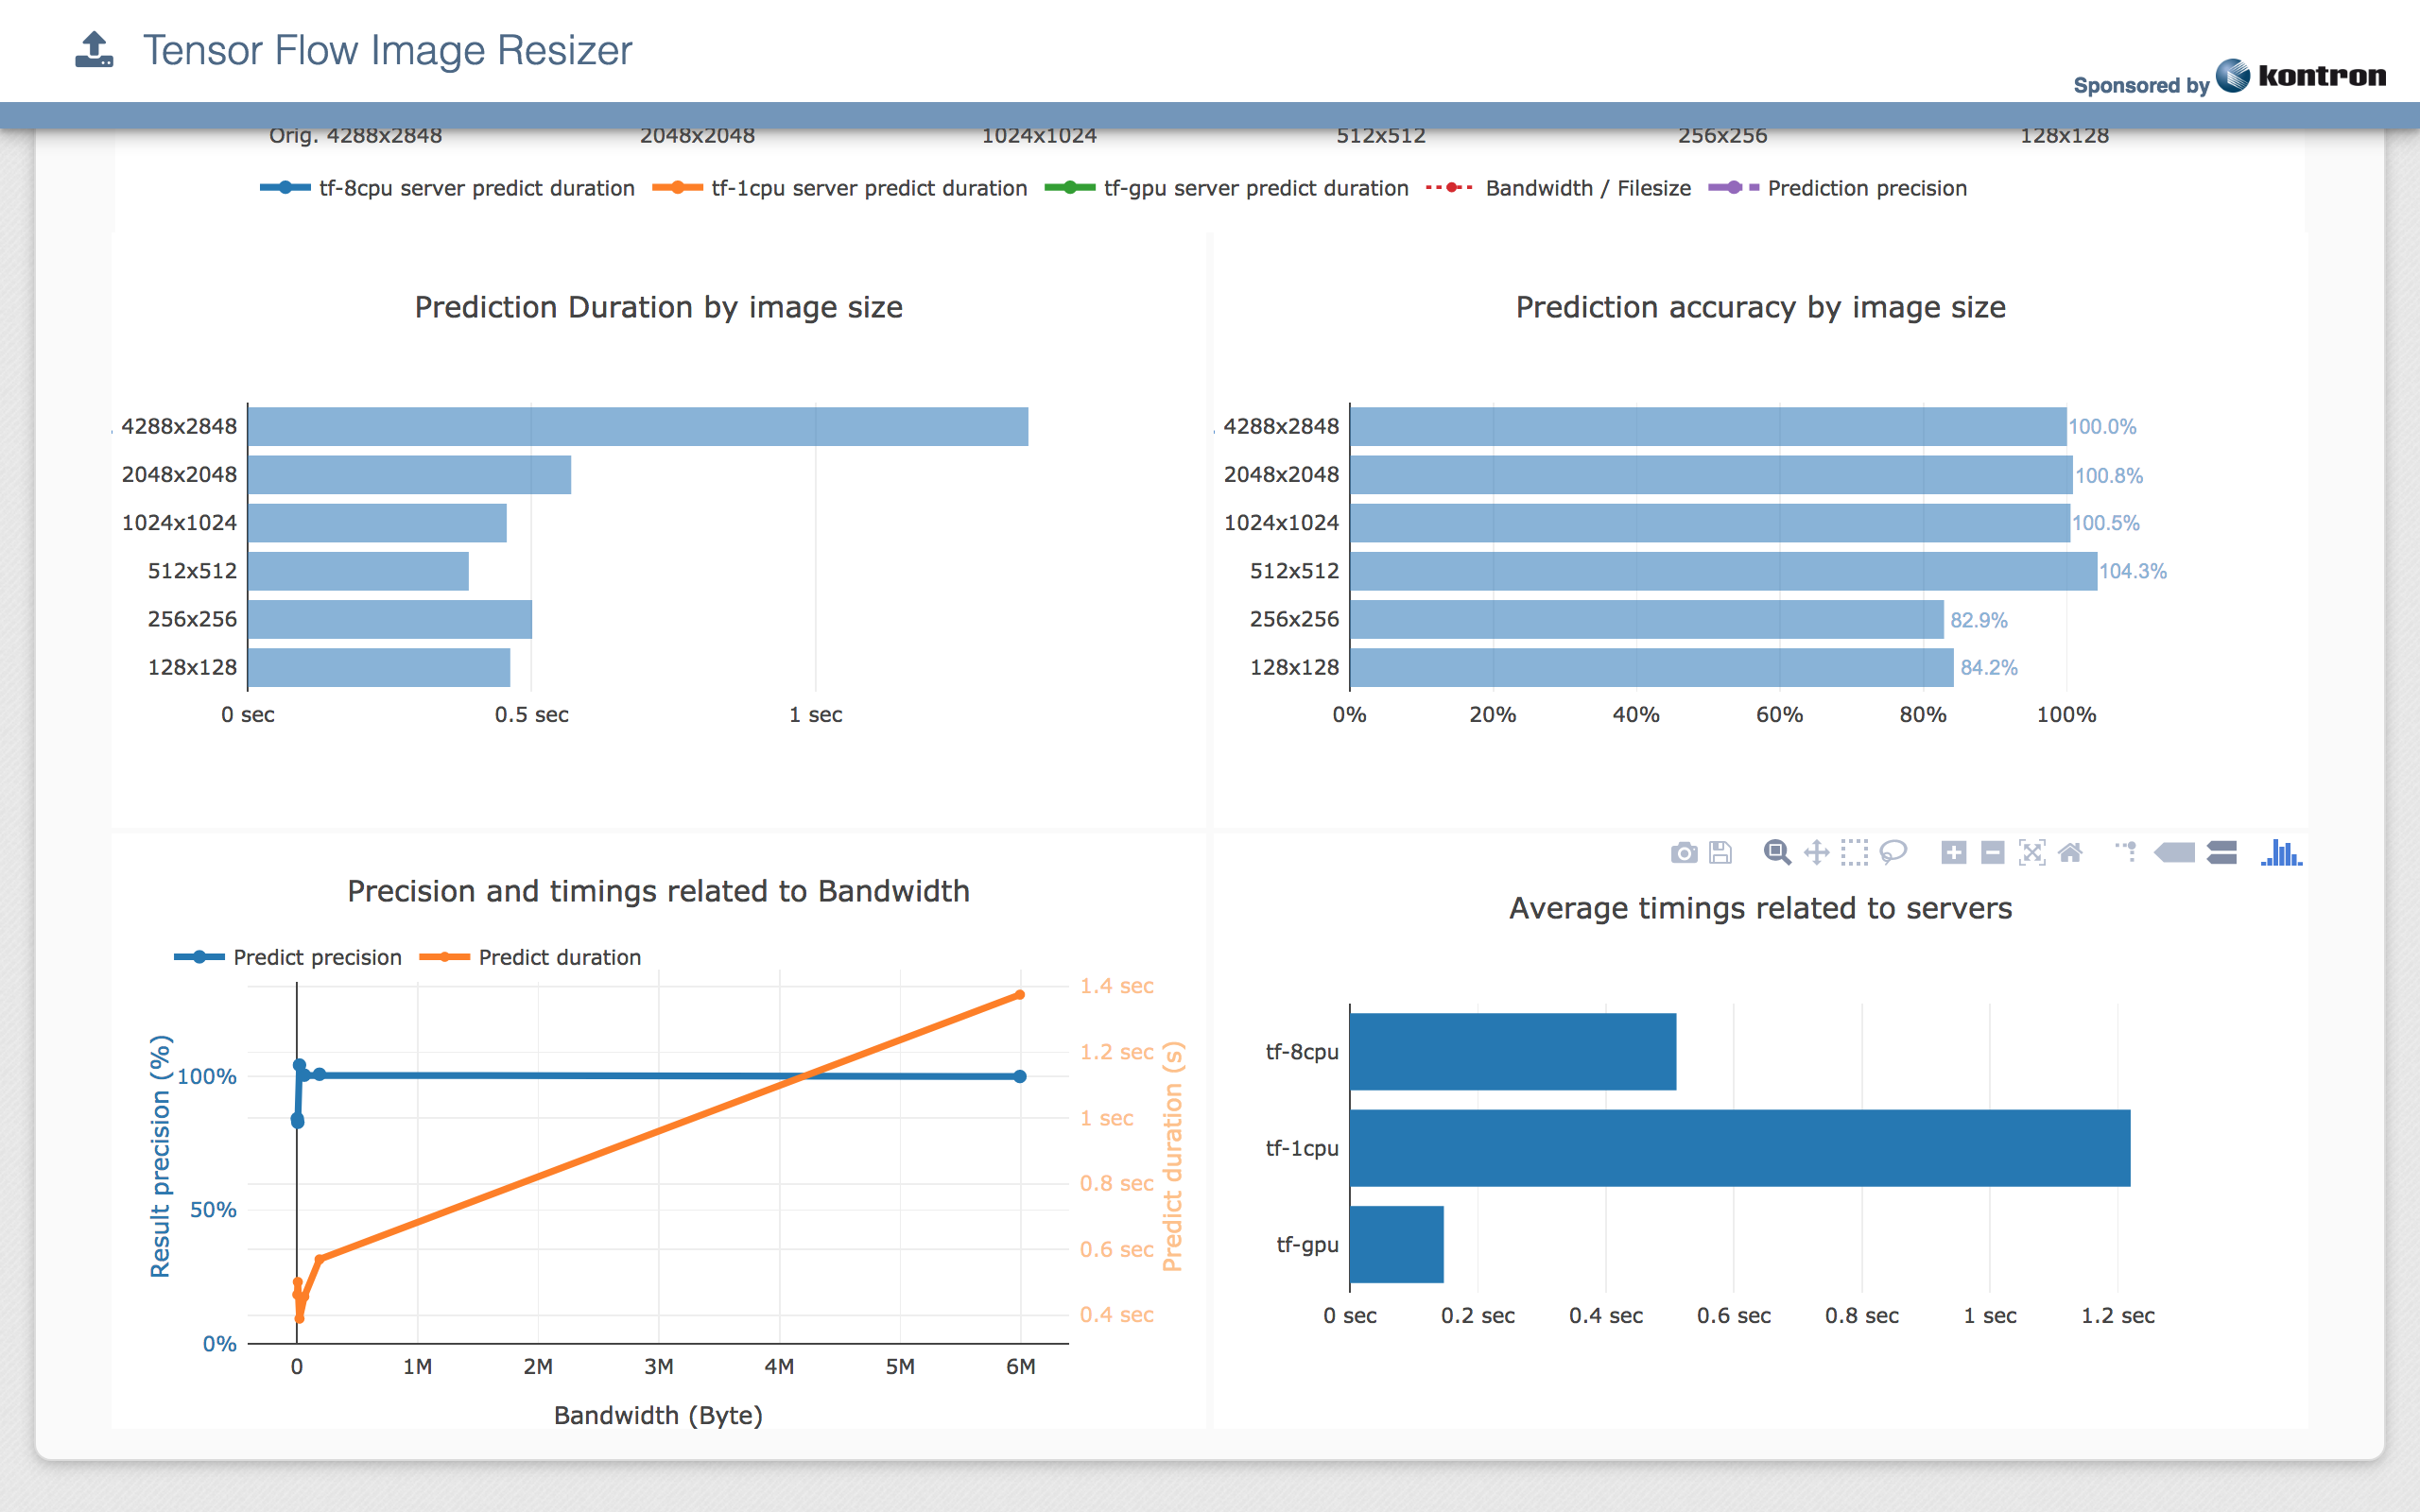 Tensor Flow Image Resizer
Sponsored by kontron
Orig. 4288x2848 2048x2048 1024x1024 512x512 256x256 128x128
tf-8cpu server predict duration tf-1cpu server predict duration tf-gpu server predict duration Bandwidth / Filesize Prediction precision
Prediction Duration by image size
4288x2848
2048x2048
1024x1024
512x512
256x256
128x128
0 sec 0.5 sec 1 sec
Prediction accuracy by image size
4288x2848 100.0%
2048x2048 100.8%
1024x1024 100.5%
512x512 104.3%
256x256 82.9%
128x128 84.2%
0% 20% 40% 60% 80% 100%
Precision and timings related to Bandwidth
Predict precision Predict duration
Result precision (%)
100%
50%
0%
1.4 sec
1.2 sec
1 sec
0.8 sec
0.6 sec
0.4 sec
Predict duration (s)
0 1M 2M 3M 4M 5M 6M
Bandwidth (Byte)
Average timings related to servers
tf-8cpu
tf-1cpu
tf-gpu
0 sec 0.2 sec 0.4 sec 0.6 sec 0.8 sec 1 sec 1.2 sec